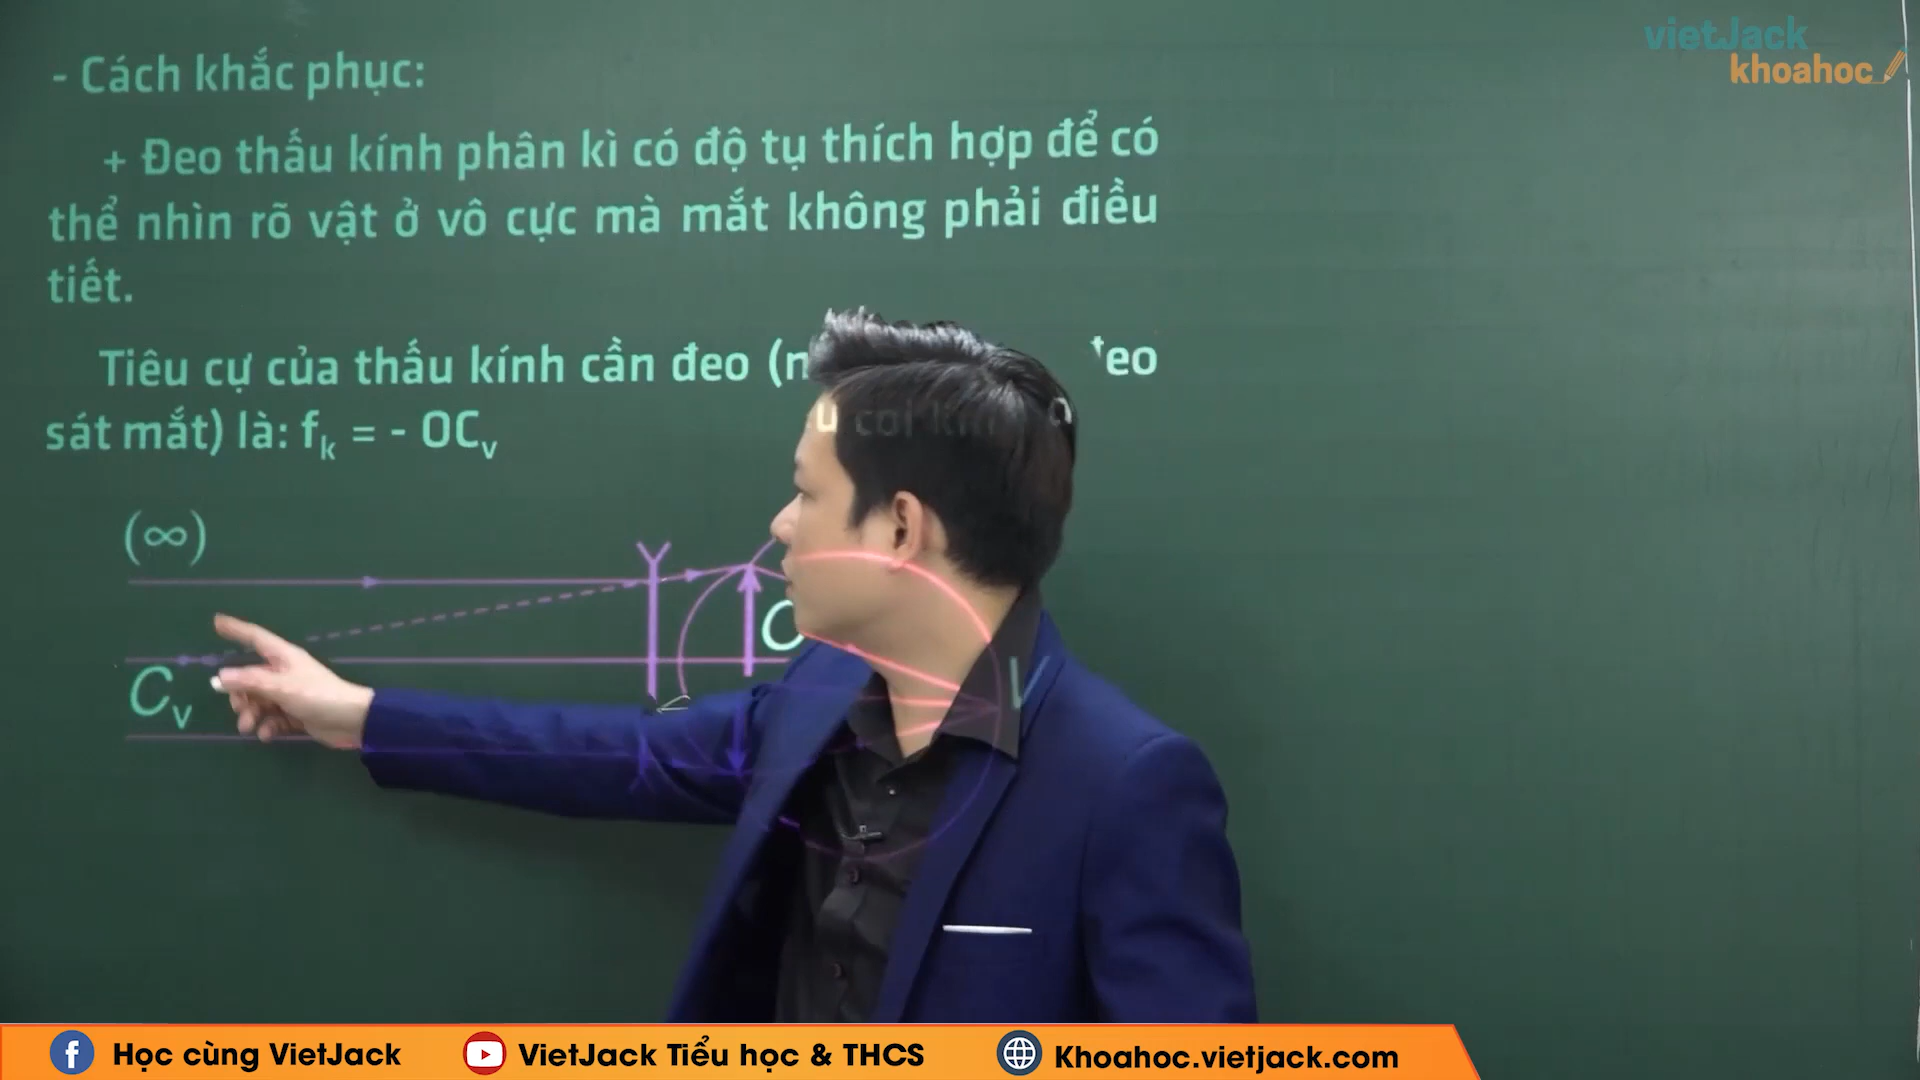 vietJack
khoahoc
- Cách khắc phục:
+ Đeo thấu kính phân kì có độ tụ thích hợp để có
thể nhìn rõ vật ở vô cực mà mắt không phải điều
tiết.
Tiêu cự của thấu kính cần đeo (n đeo
sát mắt) là: fₖ = - OCᵥ
(∞)
O
Cᵥ
V
Học cùng VietJack
VietJack Tiểu học & THCS
Khoahoc.vietjack.com